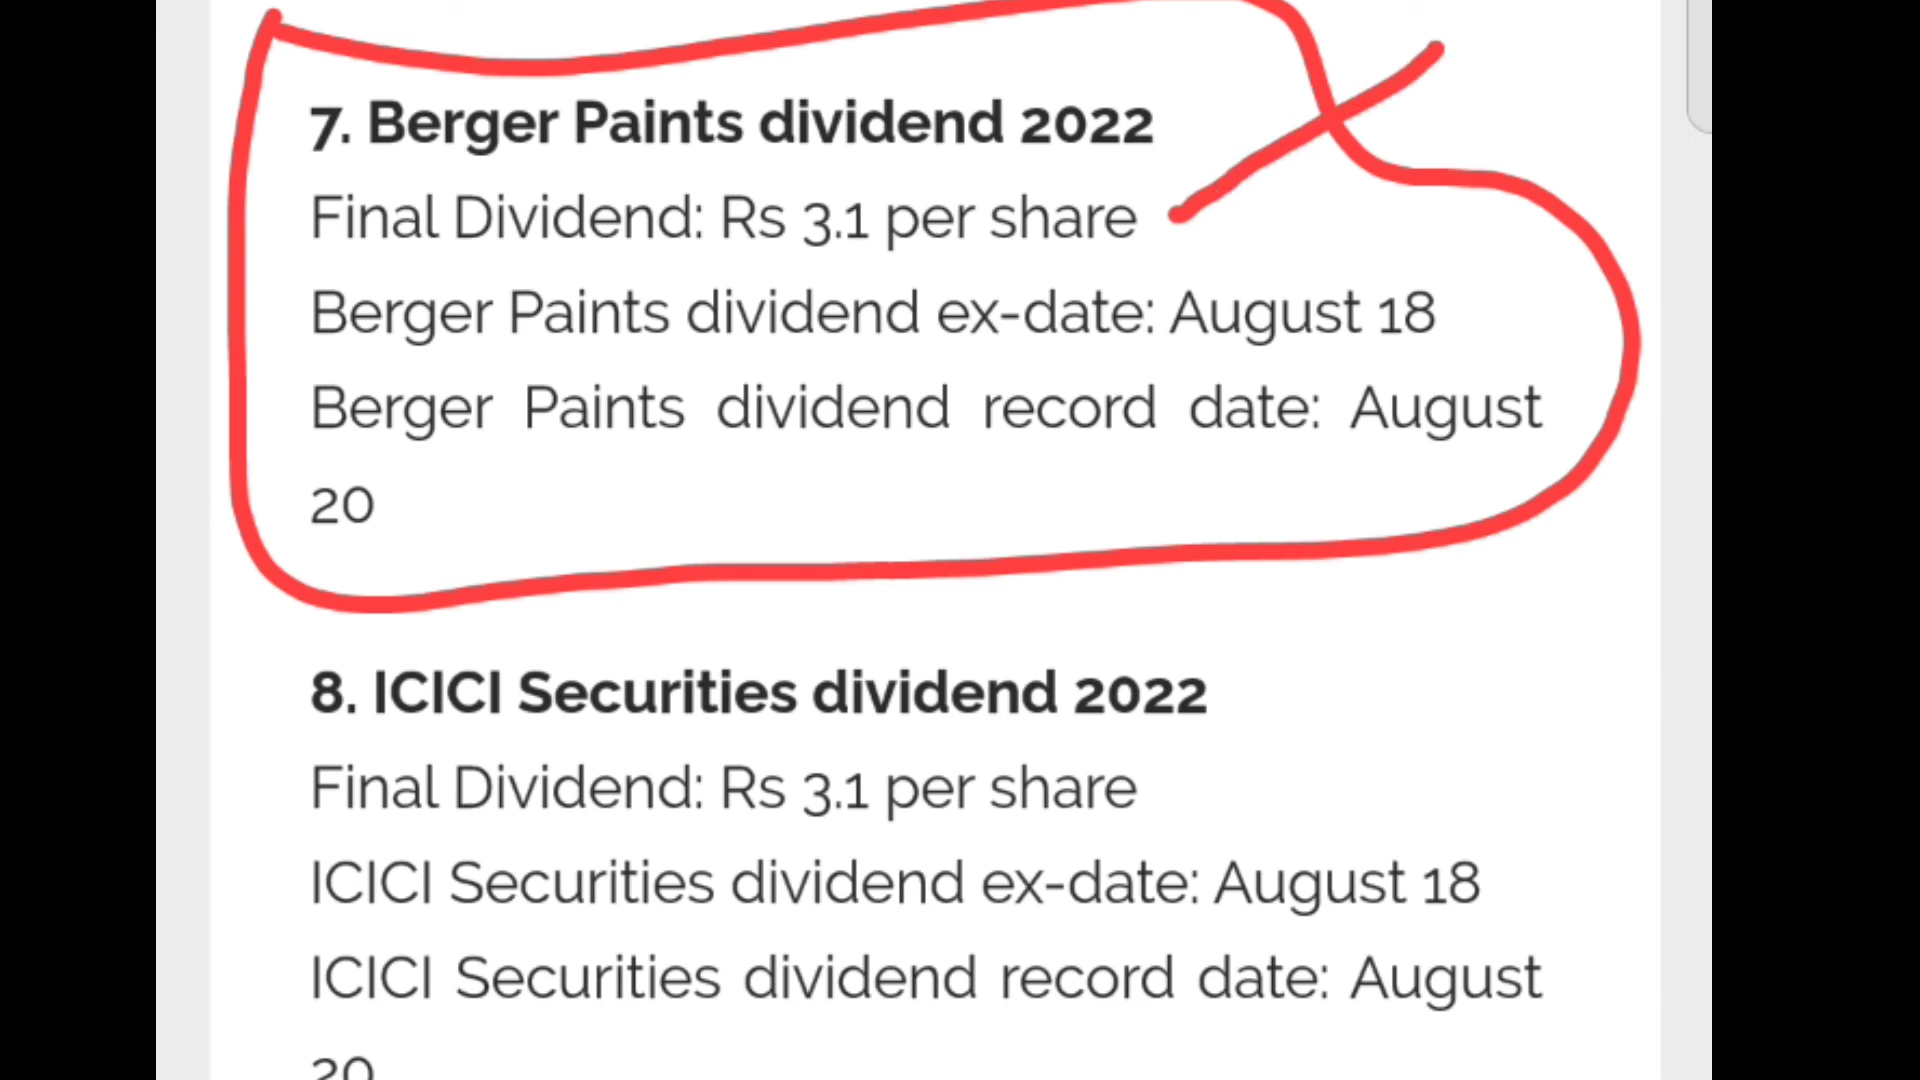 7. Berger Paints dividend 2022
Final Dividend: Rs 3.1 per share
Berger Paints dividend ex-date: August 18
Berger Paints dividend record date: August
20
8. ICICI Securities dividend 2022
Final Dividend: Rs 3.1 per share
ICICI Securities dividend ex-date: August 18
ICICI Securities dividend record date: August
20